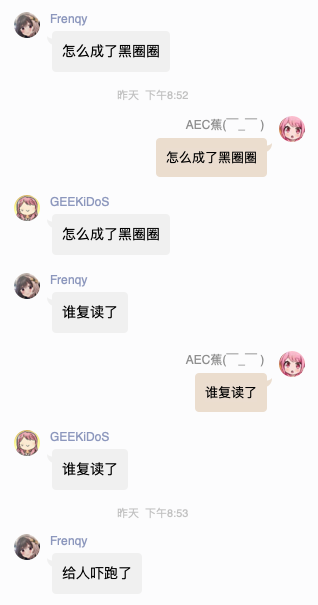 Frenqy
怎么成了黑圈圈
昨天 下午8:52
AEC蕉(￣_￣)
怎么成了黑圈圈
GEEKiDoS
怎么成了黑圈圈
Frenqy
谁复读了
AEC蕉(￣_￣)
谁复读了
GEEKiDoS
谁复读了
昨天 下午8:53
Frenqy
给人吓跑了